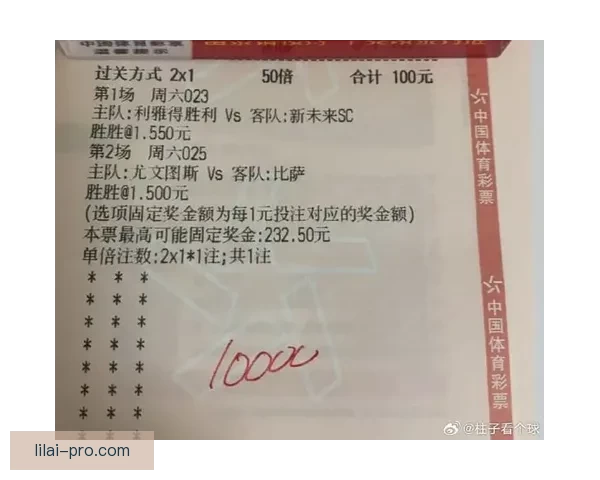 过关方式 2x1 50倍 合计 100元
第1场 周六023
主队:利雅得胜利 Vs 客队:新未来SC
胜胜@1.550元
第2场 周六025
主队:尤文图斯 Vs 客队:比萨
胜胜@1.500元
(选项固定奖金额为每1元投注对应的奖金额)
本票最高可能固定奖金:232.50元
单倍注数:2x1*1注;共1注
* * *
* * *
* * *
* * *
* * *
* * *
* * *
* * *
10000
中国体育彩票
中国体育彩票
@柱子看个球
lilai-pro.com